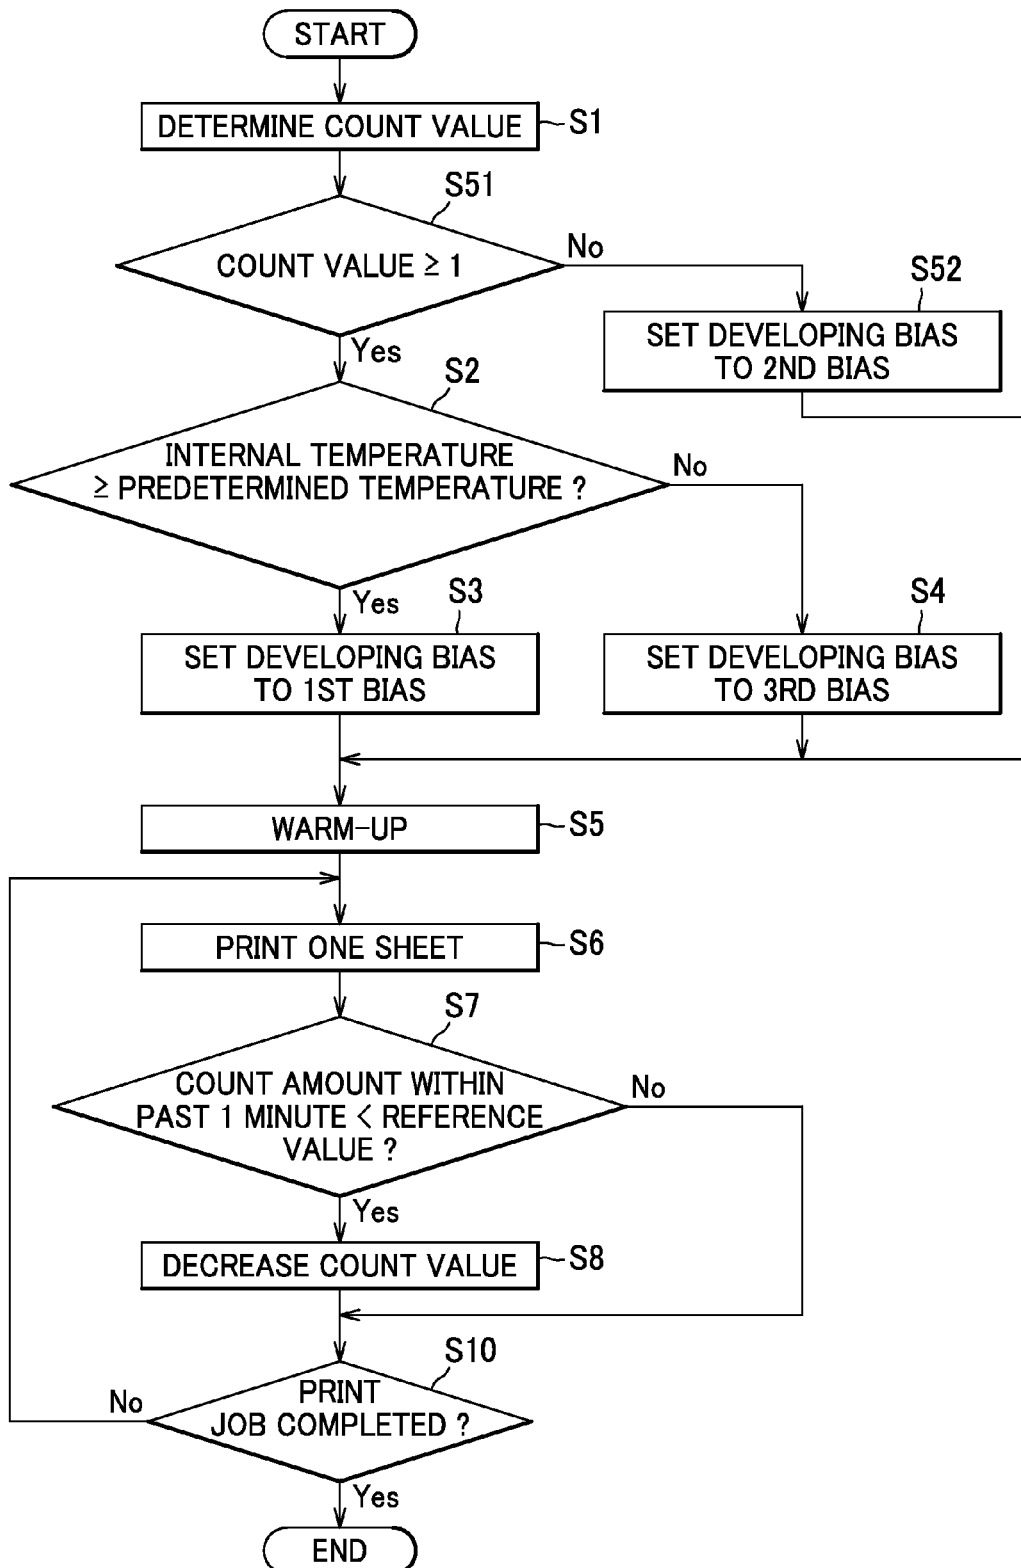 START
DETERMINE COUNT VALUE
S1
S51
COUNT VALUE ≥ 1
No
Yes
S52
SET DEVELOPING BIAS
TO 2ND BIAS
S2
INTERNAL TEMPERATURE
≥ PREDETERMINED TEMPERATURE ?
No
Yes
S3
SET DEVELOPING BIAS
TO 1ST BIAS
S4
SET DEVELOPING BIAS
TO 3RD BIAS
WARM-UP
S5
PRINT ONE SHEET
S6
S7
COUNT AMOUNT WITHIN
PAST 1 MINUTE < REFERENCE
VALUE ?
No
Yes
DECREASE COUNT VALUE
S8
S10
PRINT
JOB COMPLETED ?
No
Yes
END